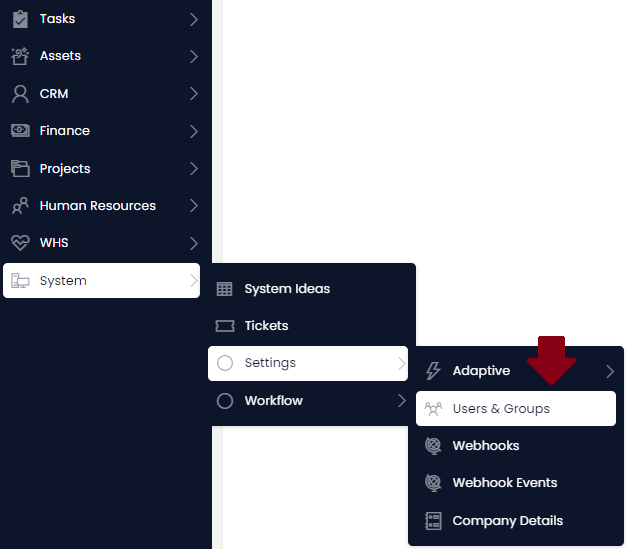 Tasks
Assets
CRM
Finance
Projects
Human Resources
WHS
System
System Ideas
Tickets
Settings
Workflow
Adaptive
Users & Groups
Webhooks
Webhook Events
Company Details